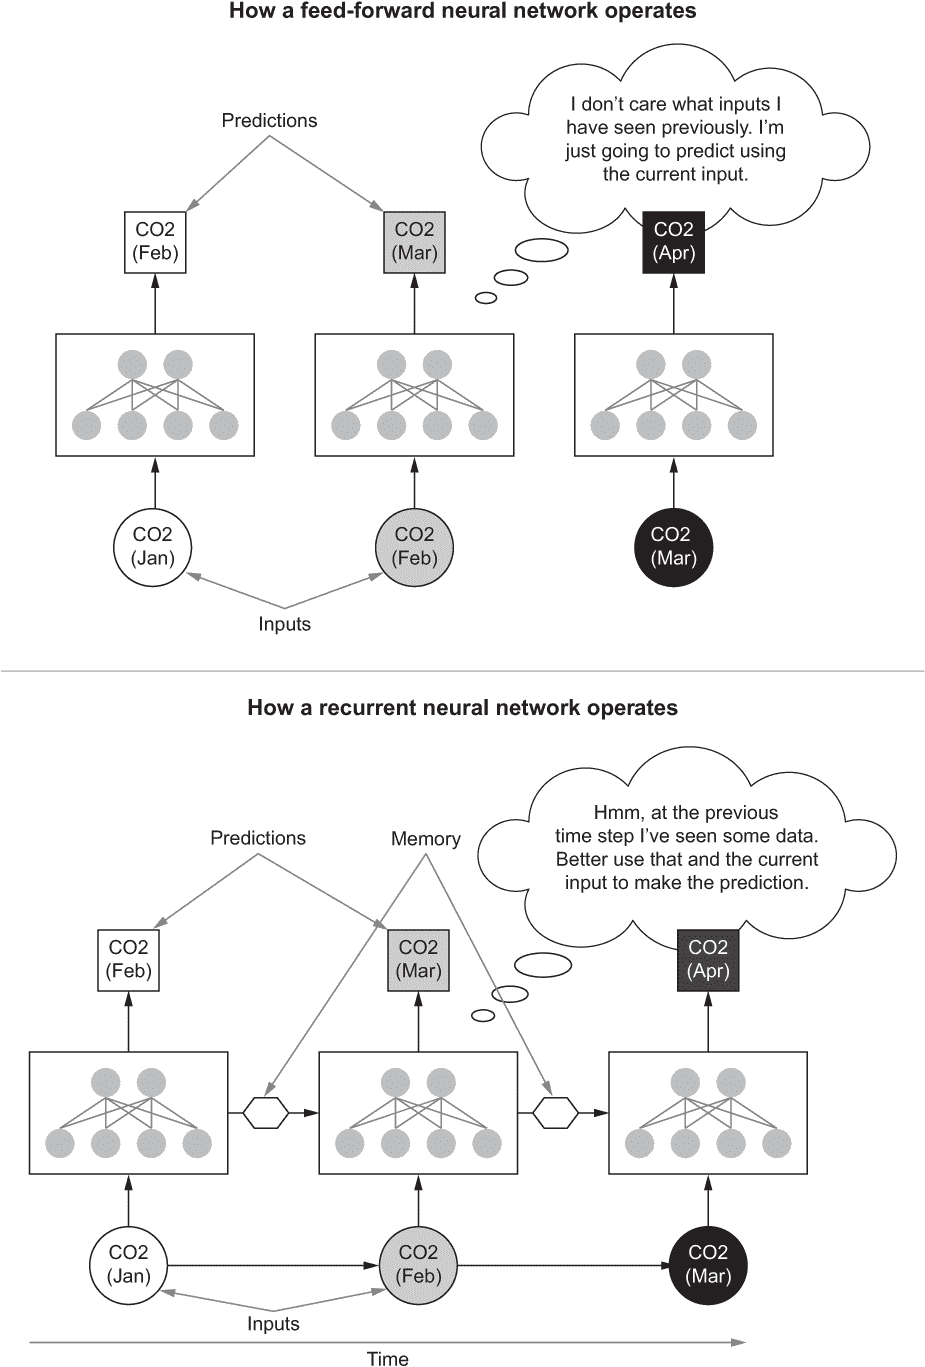 How a feed-forward neural network operates
I don’t care what inputs I
have seen previously. I’m
just going to predict using
the current input.
Predictions
CO2
(Feb)
CO2
(Mar)
CO2
(Apr)
CO2
(Jan)
CO2
(Feb)
CO2
(Mar)
Inputs
How a recurrent neural network operates
Hmm, at the previous
time step I’ve seen some data.
Better use that and the current
input to make the prediction.
Predictions
Memory
CO2
(Feb)
CO2
(Mar)
CO2
(Apr)
CO2
(Jan)
CO2
(Feb)
CO2
(Mar)
Inputs
Time